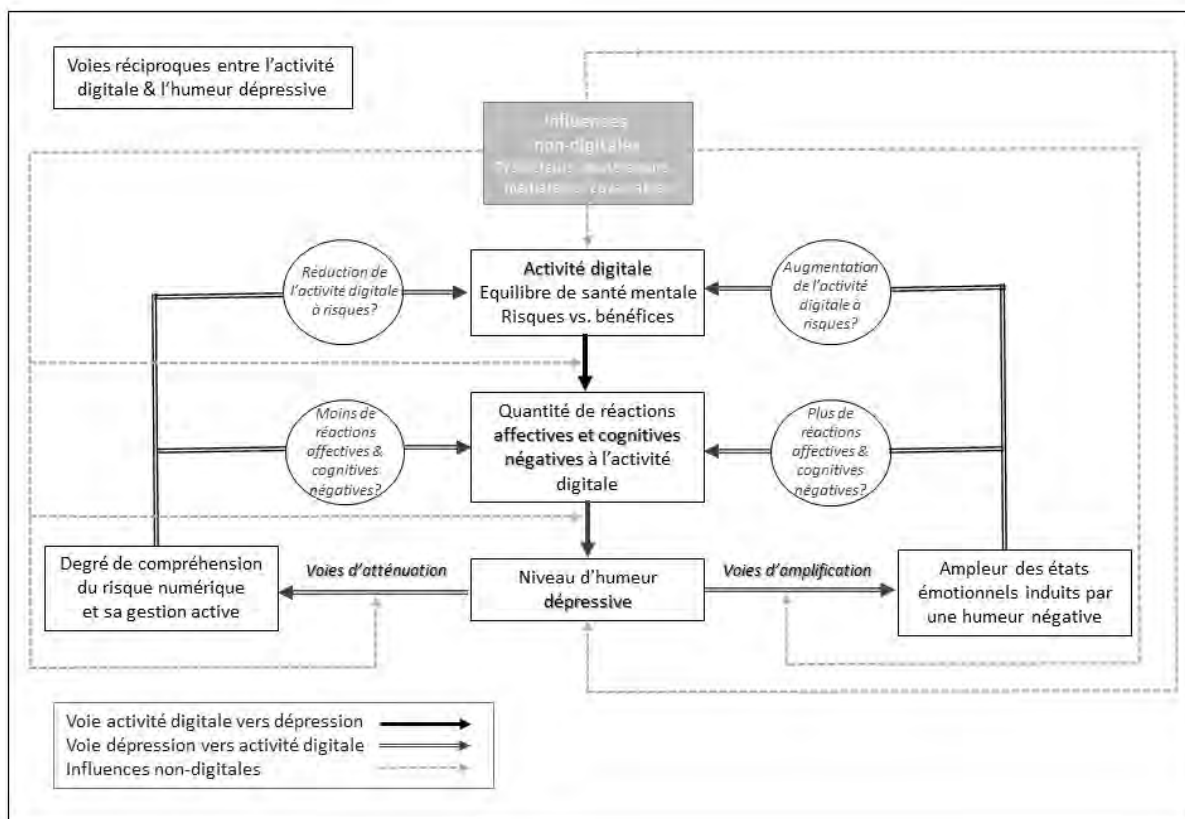 Voies réciproques entre l'activité
digitale & l'humeur dépressive
Influences
non-digitales
Activité digitale
Equilibre de santé mentale
Risques vs. bénéfices
Réduction de
l'activité digitale
à risques?
Augmentation
de l'activité
digitale à
risques?
Quantité de réactions
affectives et cognitives
négatives à l'activité
digitale
Moins de
réactions
affectives &
cognitives
négatives?
Plus de
réactions
affectives &
cognitives
négatives?
Degré de compréhension
du risque numérique
et sa gestion active
Voies d'atténuation
Niveau d'humeur
dépressive
Voies d'amplification
Ampleur des états
émotionnels induits par
une humeur négative
Voie activité digitale vers dépression
Voie dépression vers activité digitale
Influences non-digitales